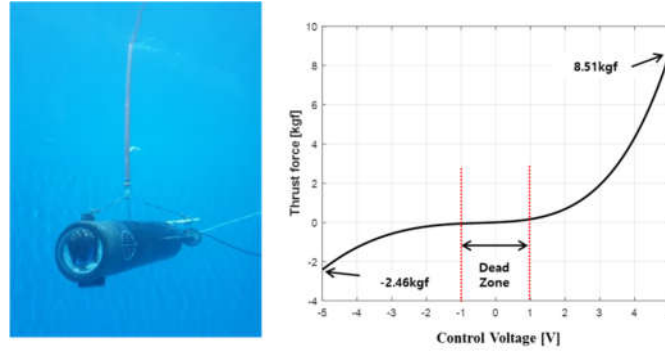 10
8
6
4
2
0
-2
-4
Thrust force [kgf]
8.51kgf
Dead
Zone
-2.46kgf
-5 -4 -3 -2 -1 0 1 2 3 4 5
Control Voltage [V]